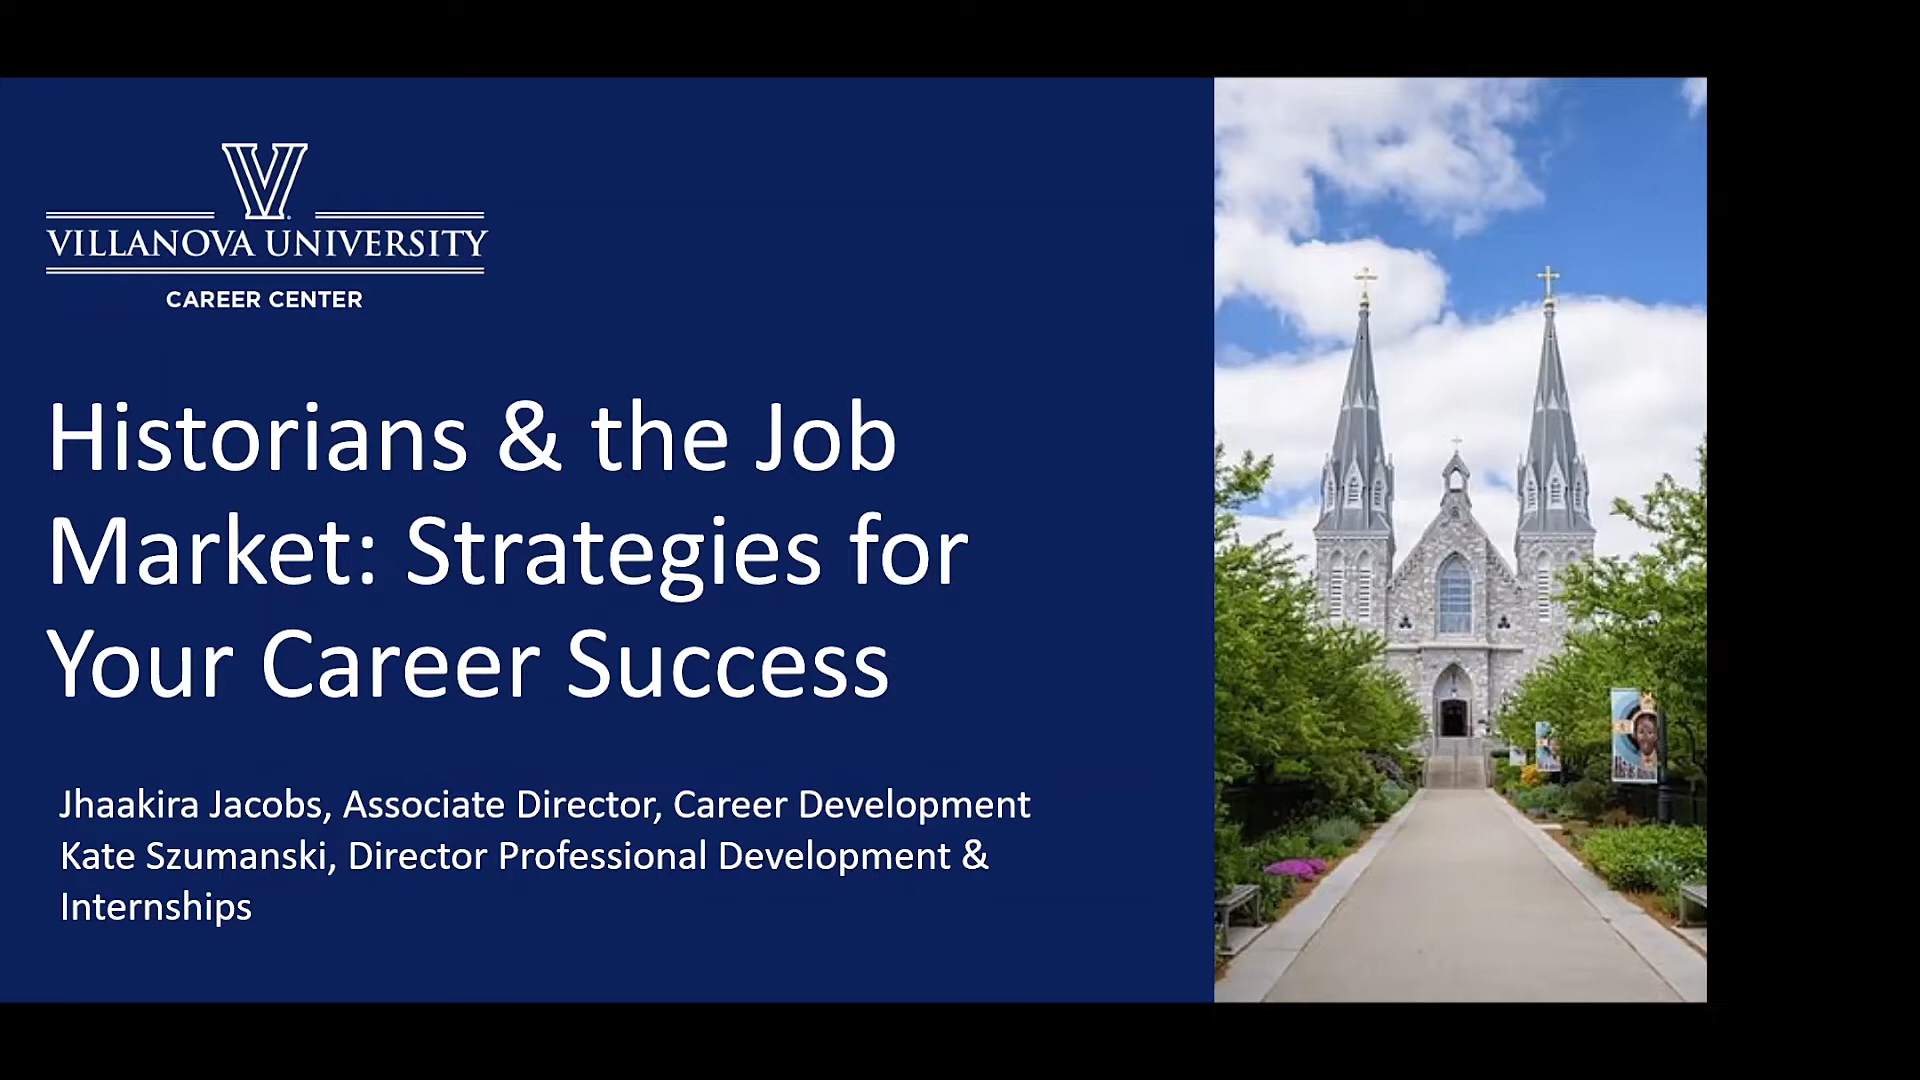 V
VILLANOVA UNIVERSITY
CAREER CENTER
Historians & the Job
Market: Strategies for
Your Career Success
Jhaakira Jacobs, Associate Director, Career Development
Kate Szumanski, Director Professional Development &
Internships